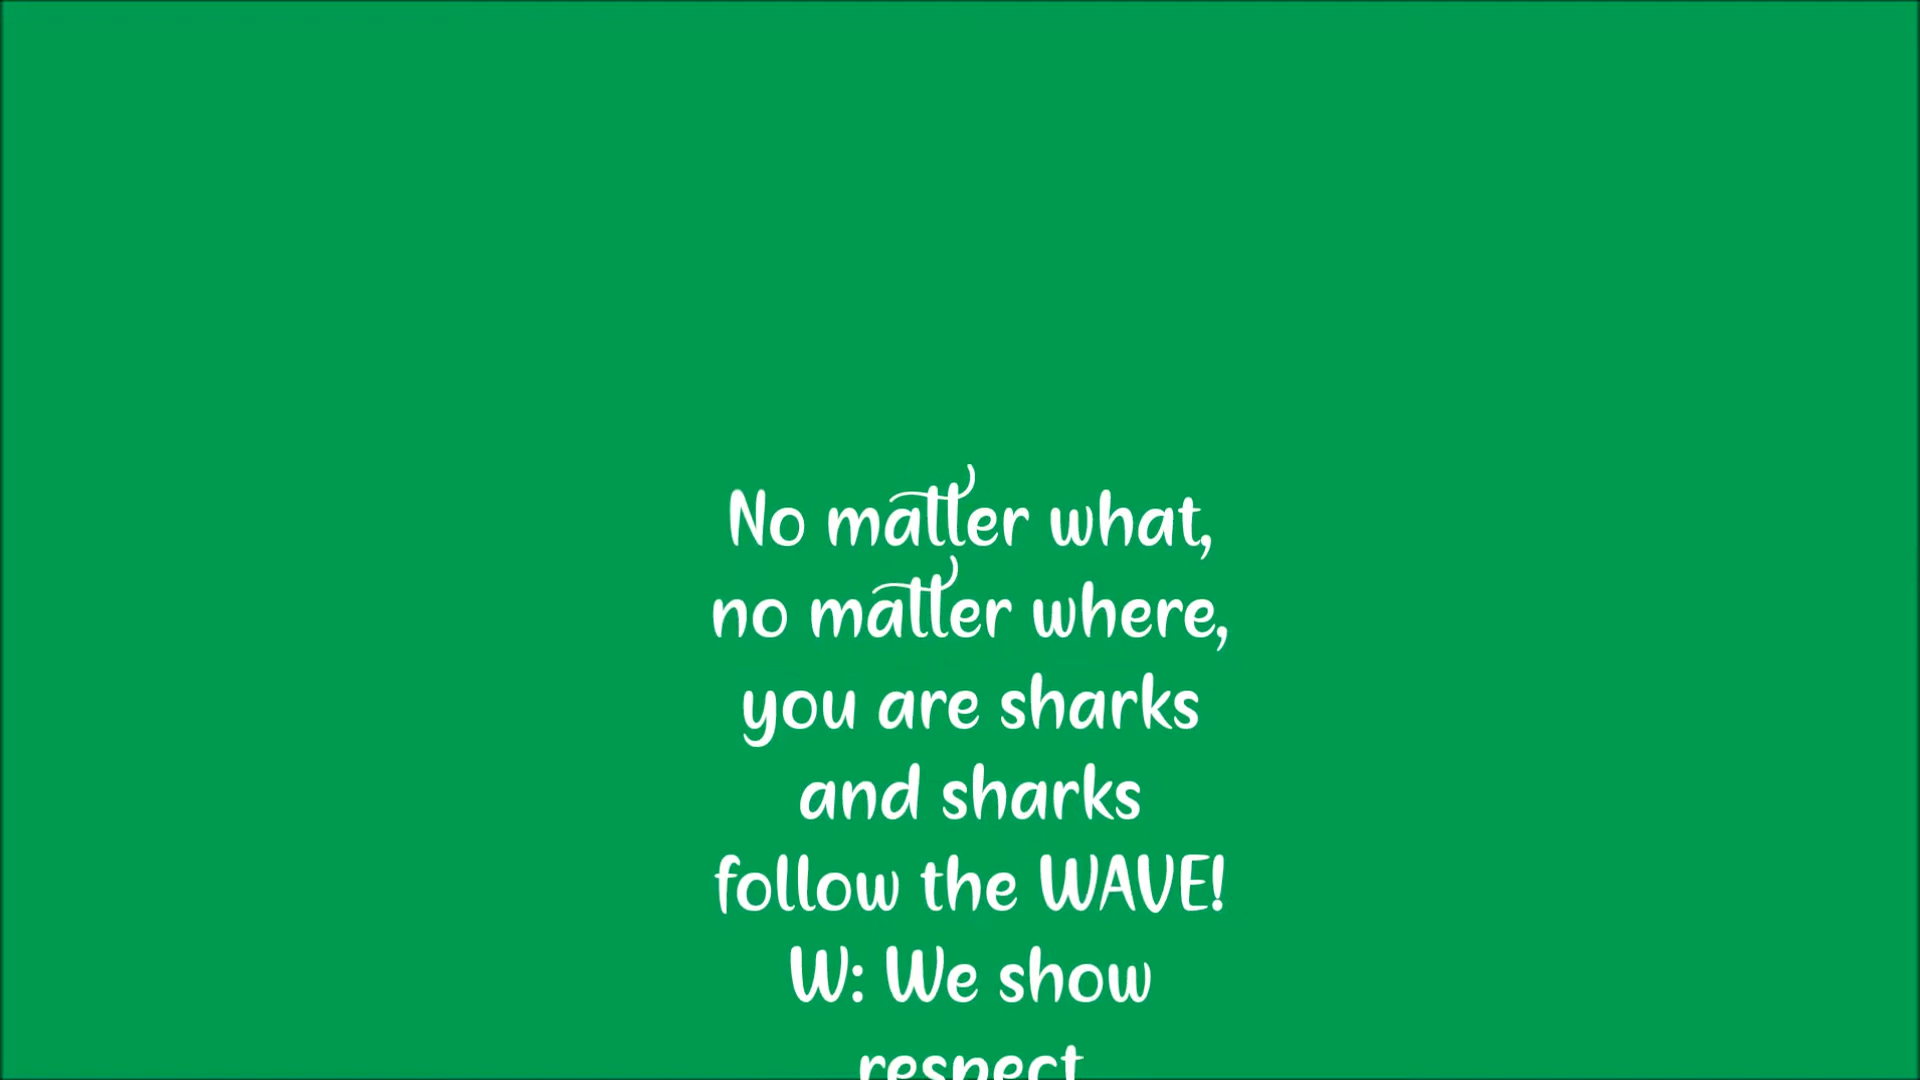 No matter what,
no matter where,
you are sharks
and sharks
follow the WAVE!
W: We show
respect